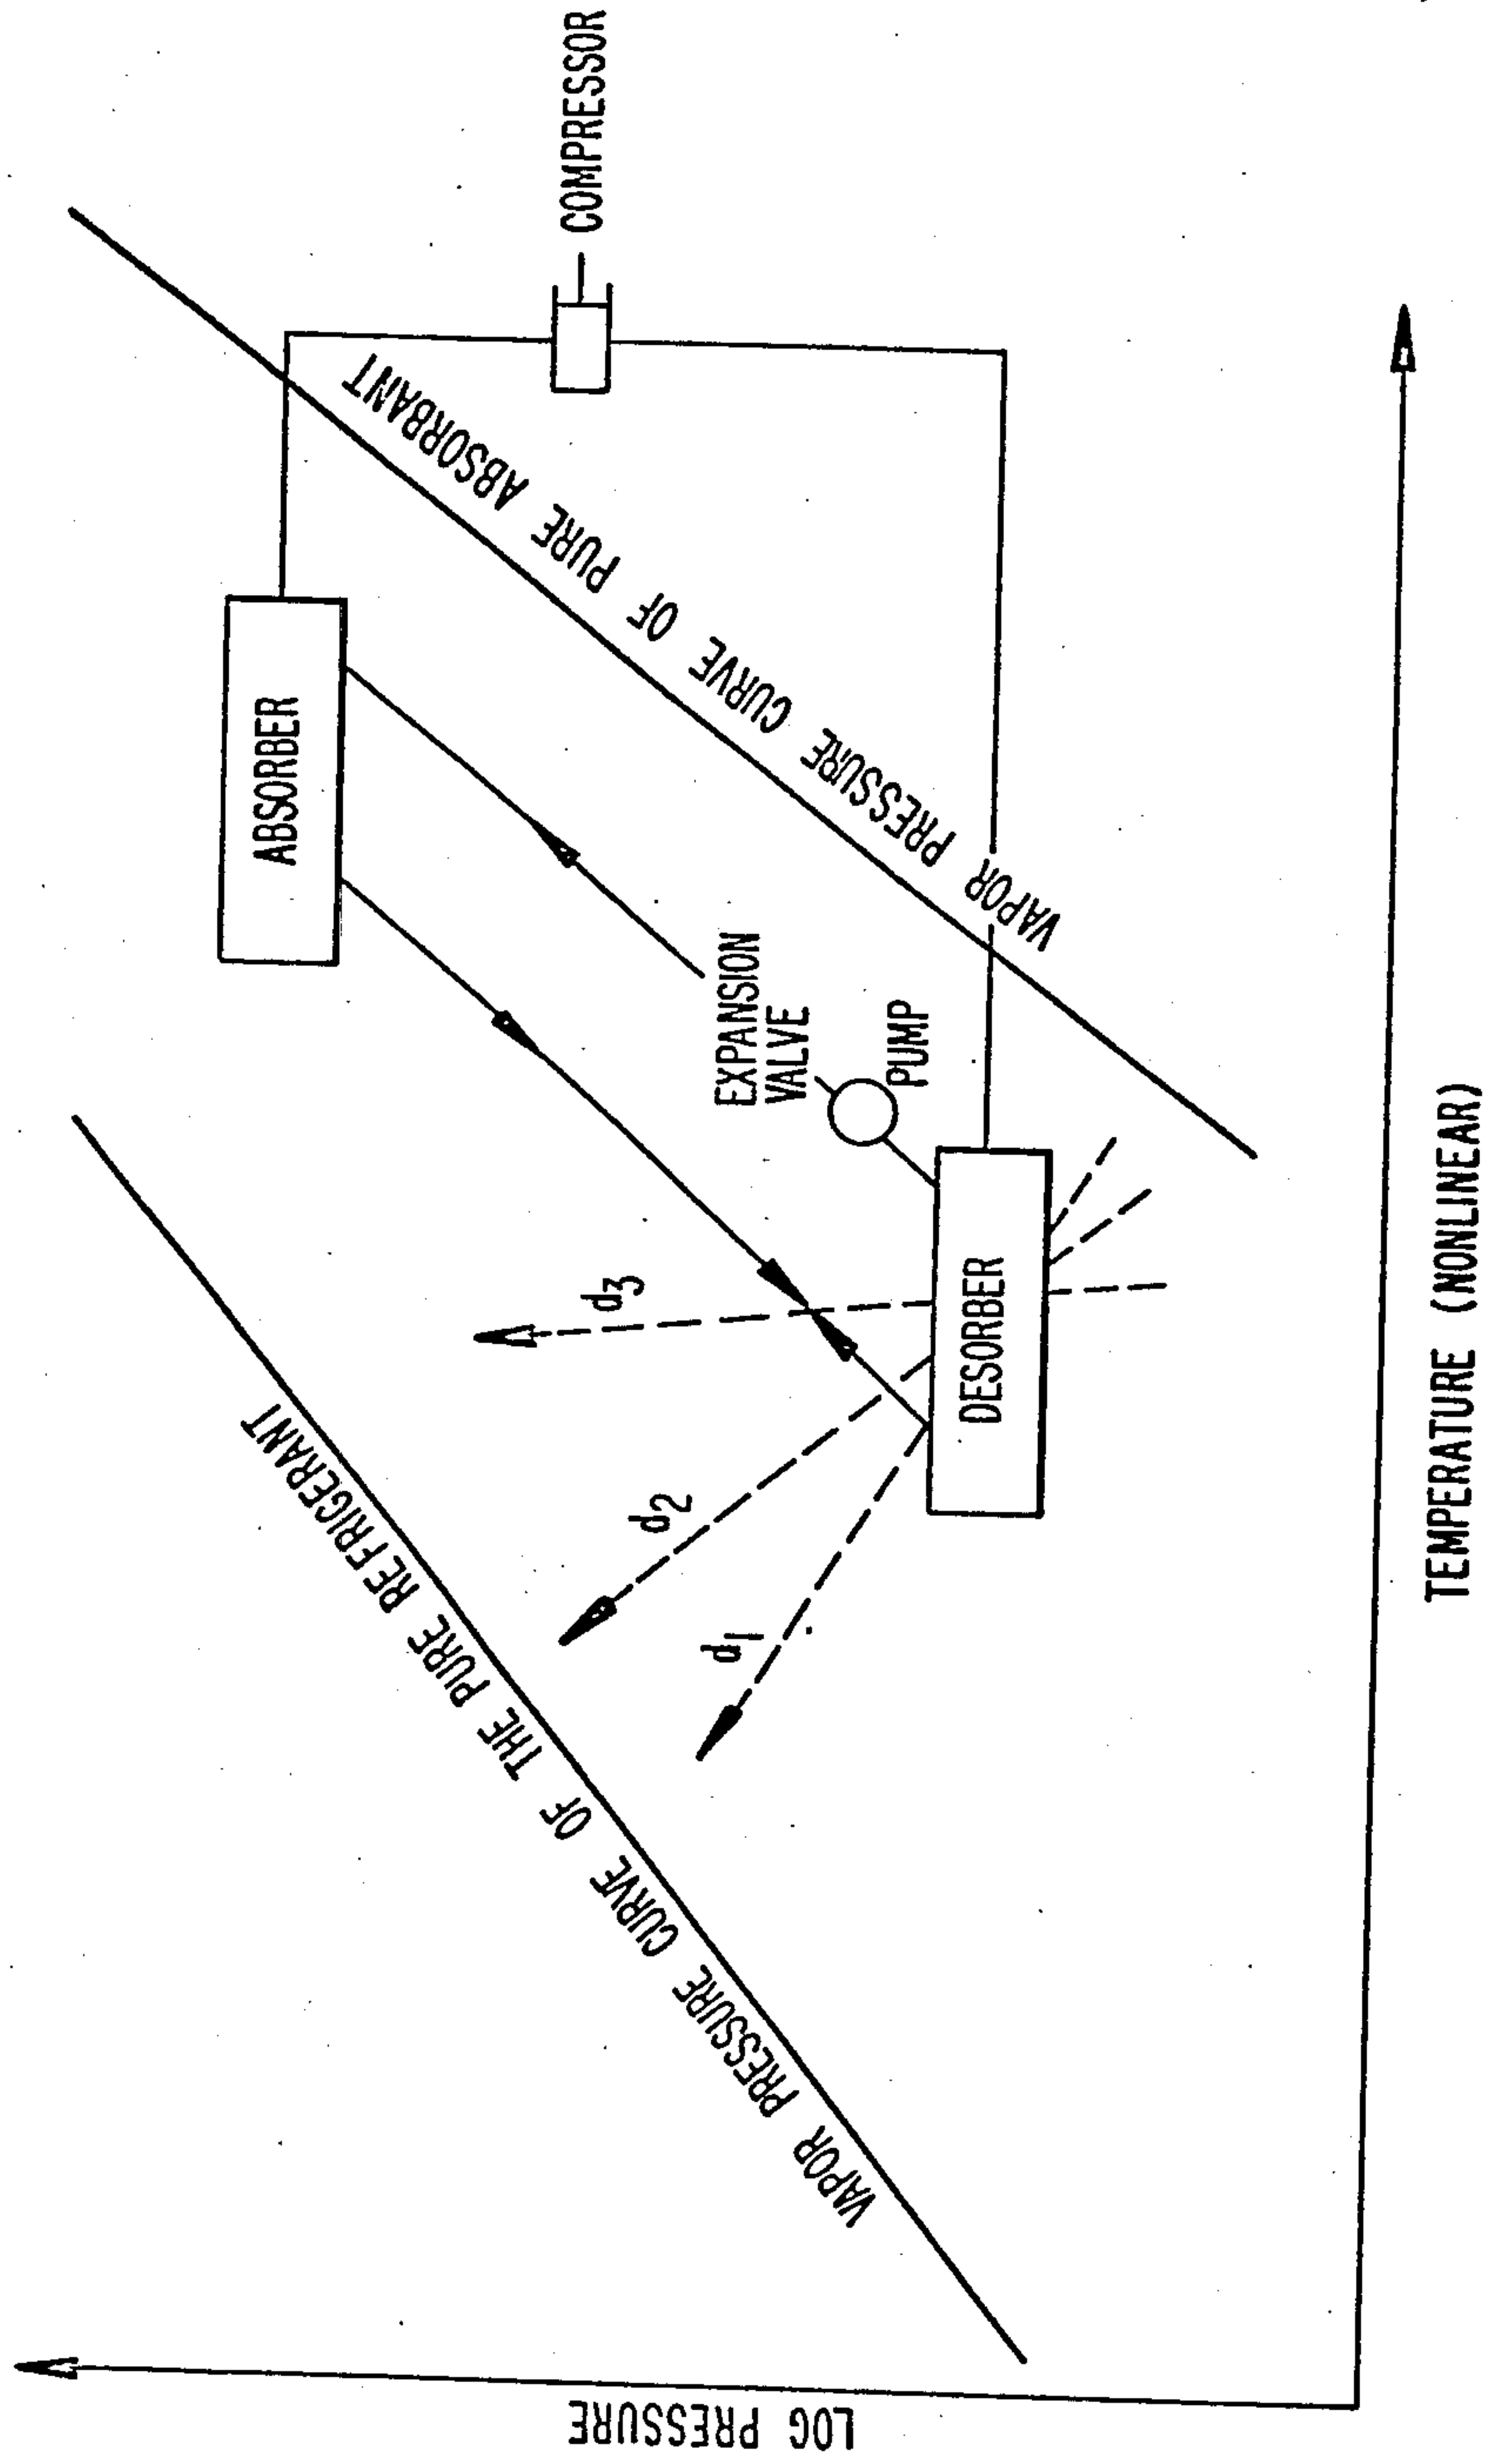 COMPRESSOR
ABSORBER
VAPOR PRESSURE CURVE OF PURE ABSORBANT
EXPANSION
VALVE
PUMP
d3
d2
d1
DESORBER
VAPOR PRESSURE CURVE OF THE PURE REFRIGERANT
LOG PRESSURE
TEMPERATURE (NONLINEAR)